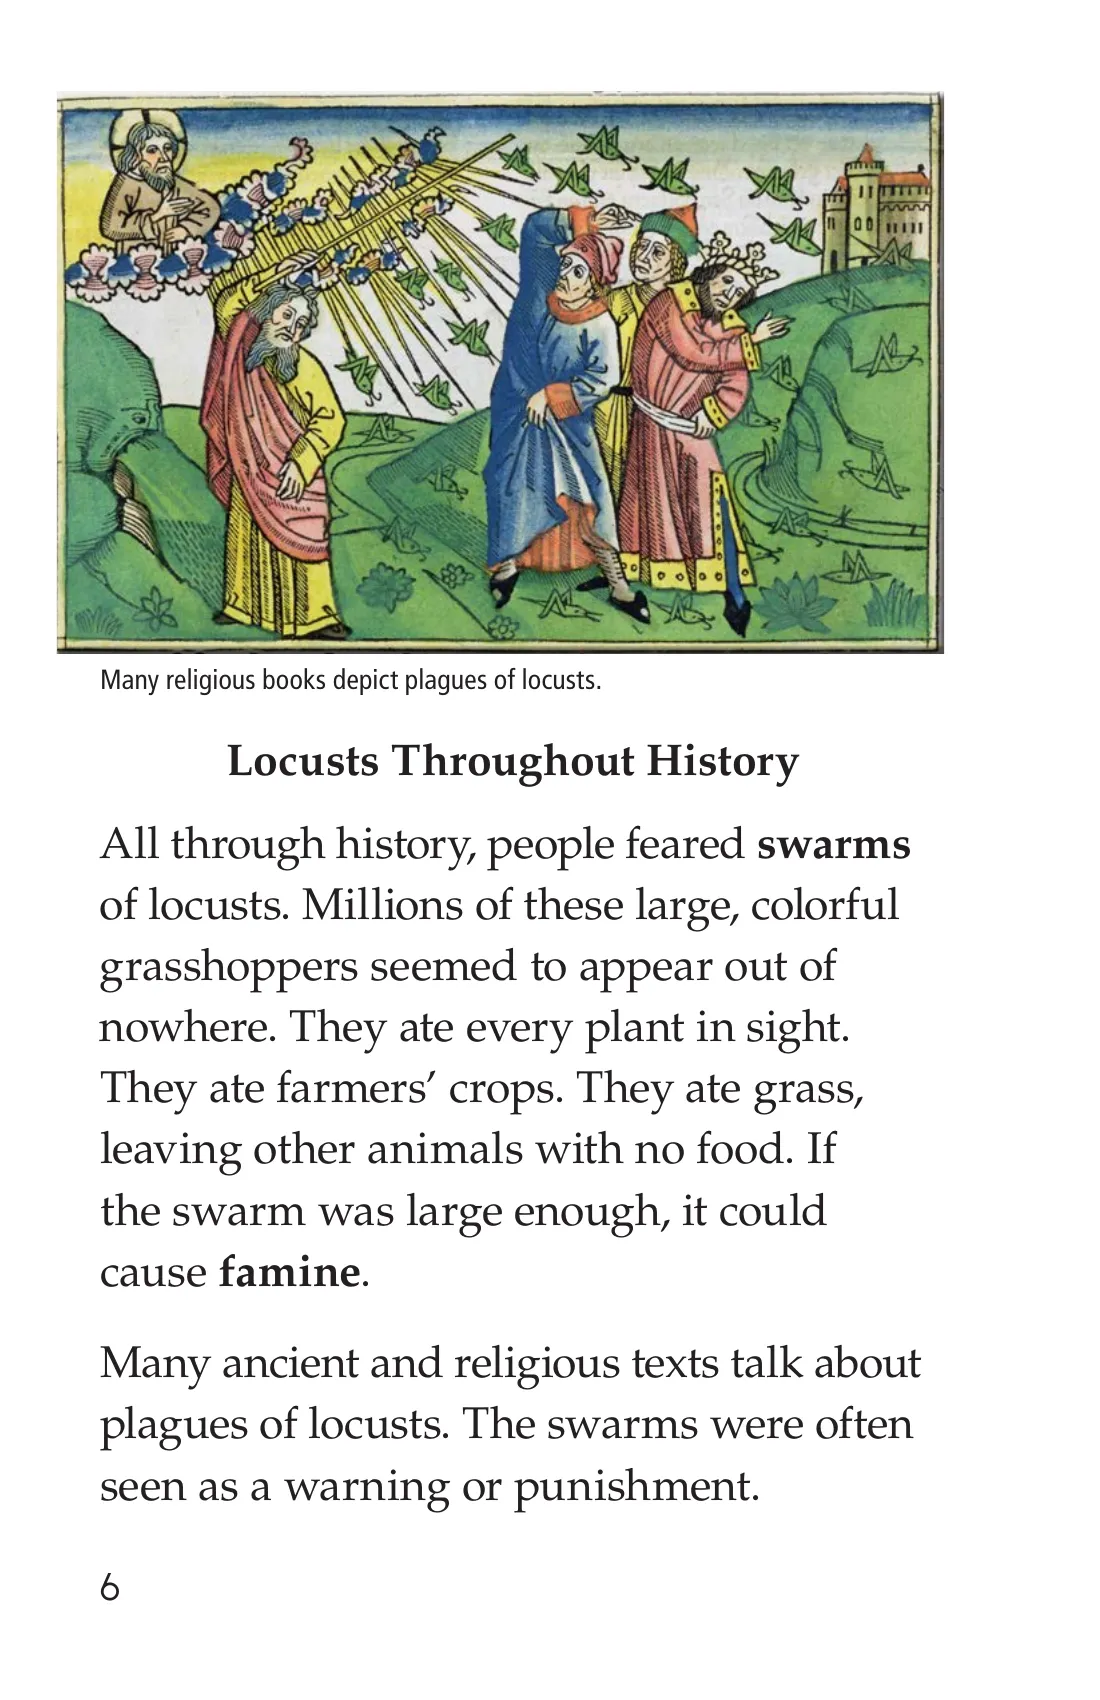 Many religious books depict plagues of locusts.
Locusts Throughout History
All through history, people feared swarms
of locusts. Millions of these large, colorful
grasshoppers seemed to appear out of
nowhere. They ate every plant in sight.
They ate farmers’ crops. They ate grass,
leaving other animals with no food. If
the swarm was large enough, it could
cause famine.
Many ancient and religious texts talk about
plagues of locusts. The swarms were often
seen as a warning or punishment.
6